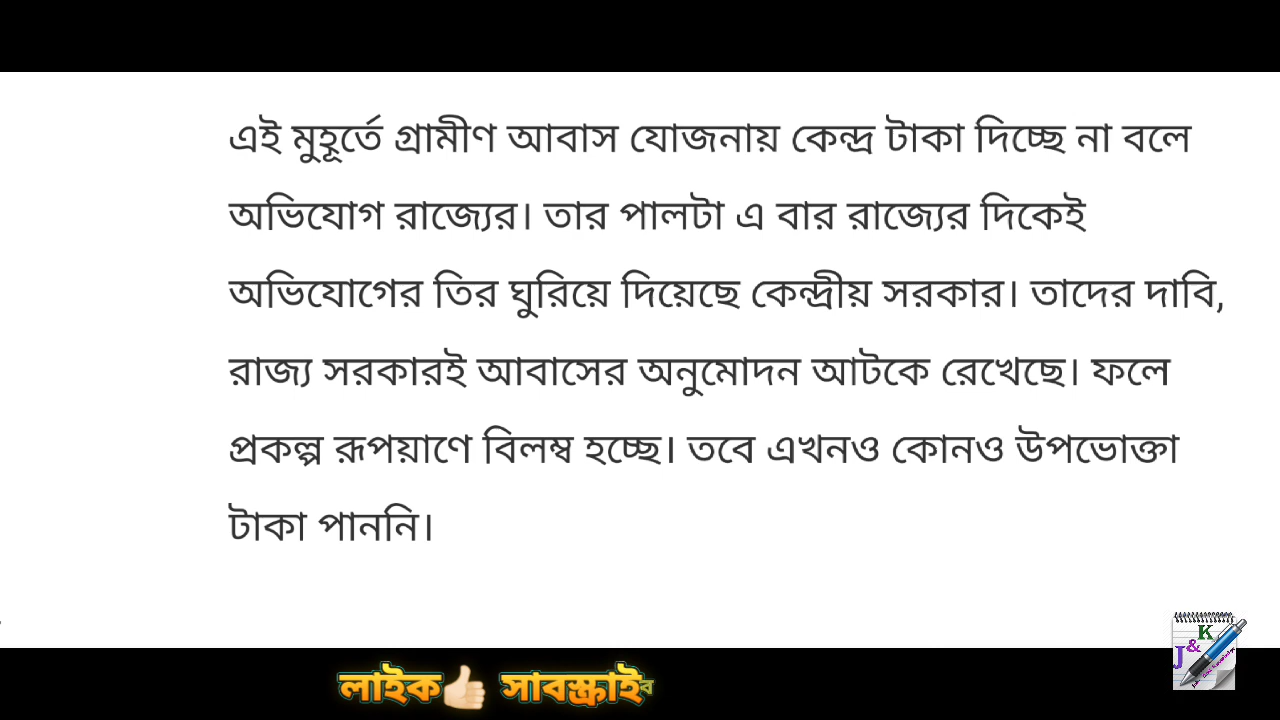 এই মুহূর্তে গ্রামীণ আবাস যোজনায় কেন্দ্র টাকা দিচ্ছে না বলে
অভিযোগ রাজ্যের। তার পালটা এ বার রাজ্যের দিকেই
অভিযোগের তির ঘুরিয়ে দিয়েছে কেন্দ্রীয় সরকার। তাদের দাবি,
রাজ্য সরকারই আবাসের অনুমোদন আটকে রেখেছে। ফলে
প্রকল্প রূপয়াণে বিলম্ব হচ্ছে। তবে এখনও কোনও উপভোক্তা
টাকা পাননি।
J&K
লাইক 👍 সাবস্ক্রাইব